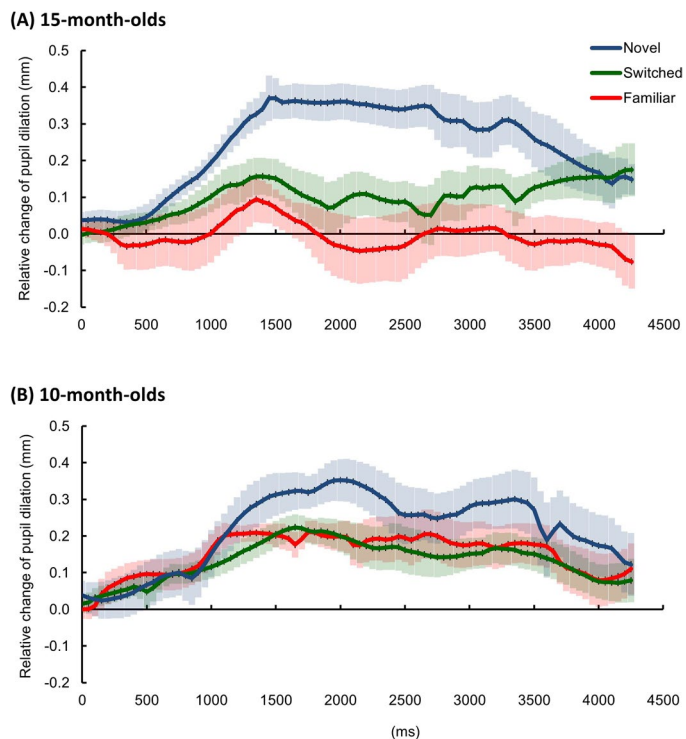 (A) 15-month-olds
Relative change of pupil dilation (mm)
0.5
0.4
0.3
0.2
0.1
0.0
-0.1
-0.2
Novel
Switched
Familiar
0 500 1000 1500 2000 2500 3000 3500 4000 4500
(B) 10-month-olds
Relative change of pupil dilation (mm)
0.5
0.4
0.3
0.2
0.1
0.0
-0.1
-0.2
0 500 1000 1500 2000 2500 3000 3500 4000 4500
(ms)